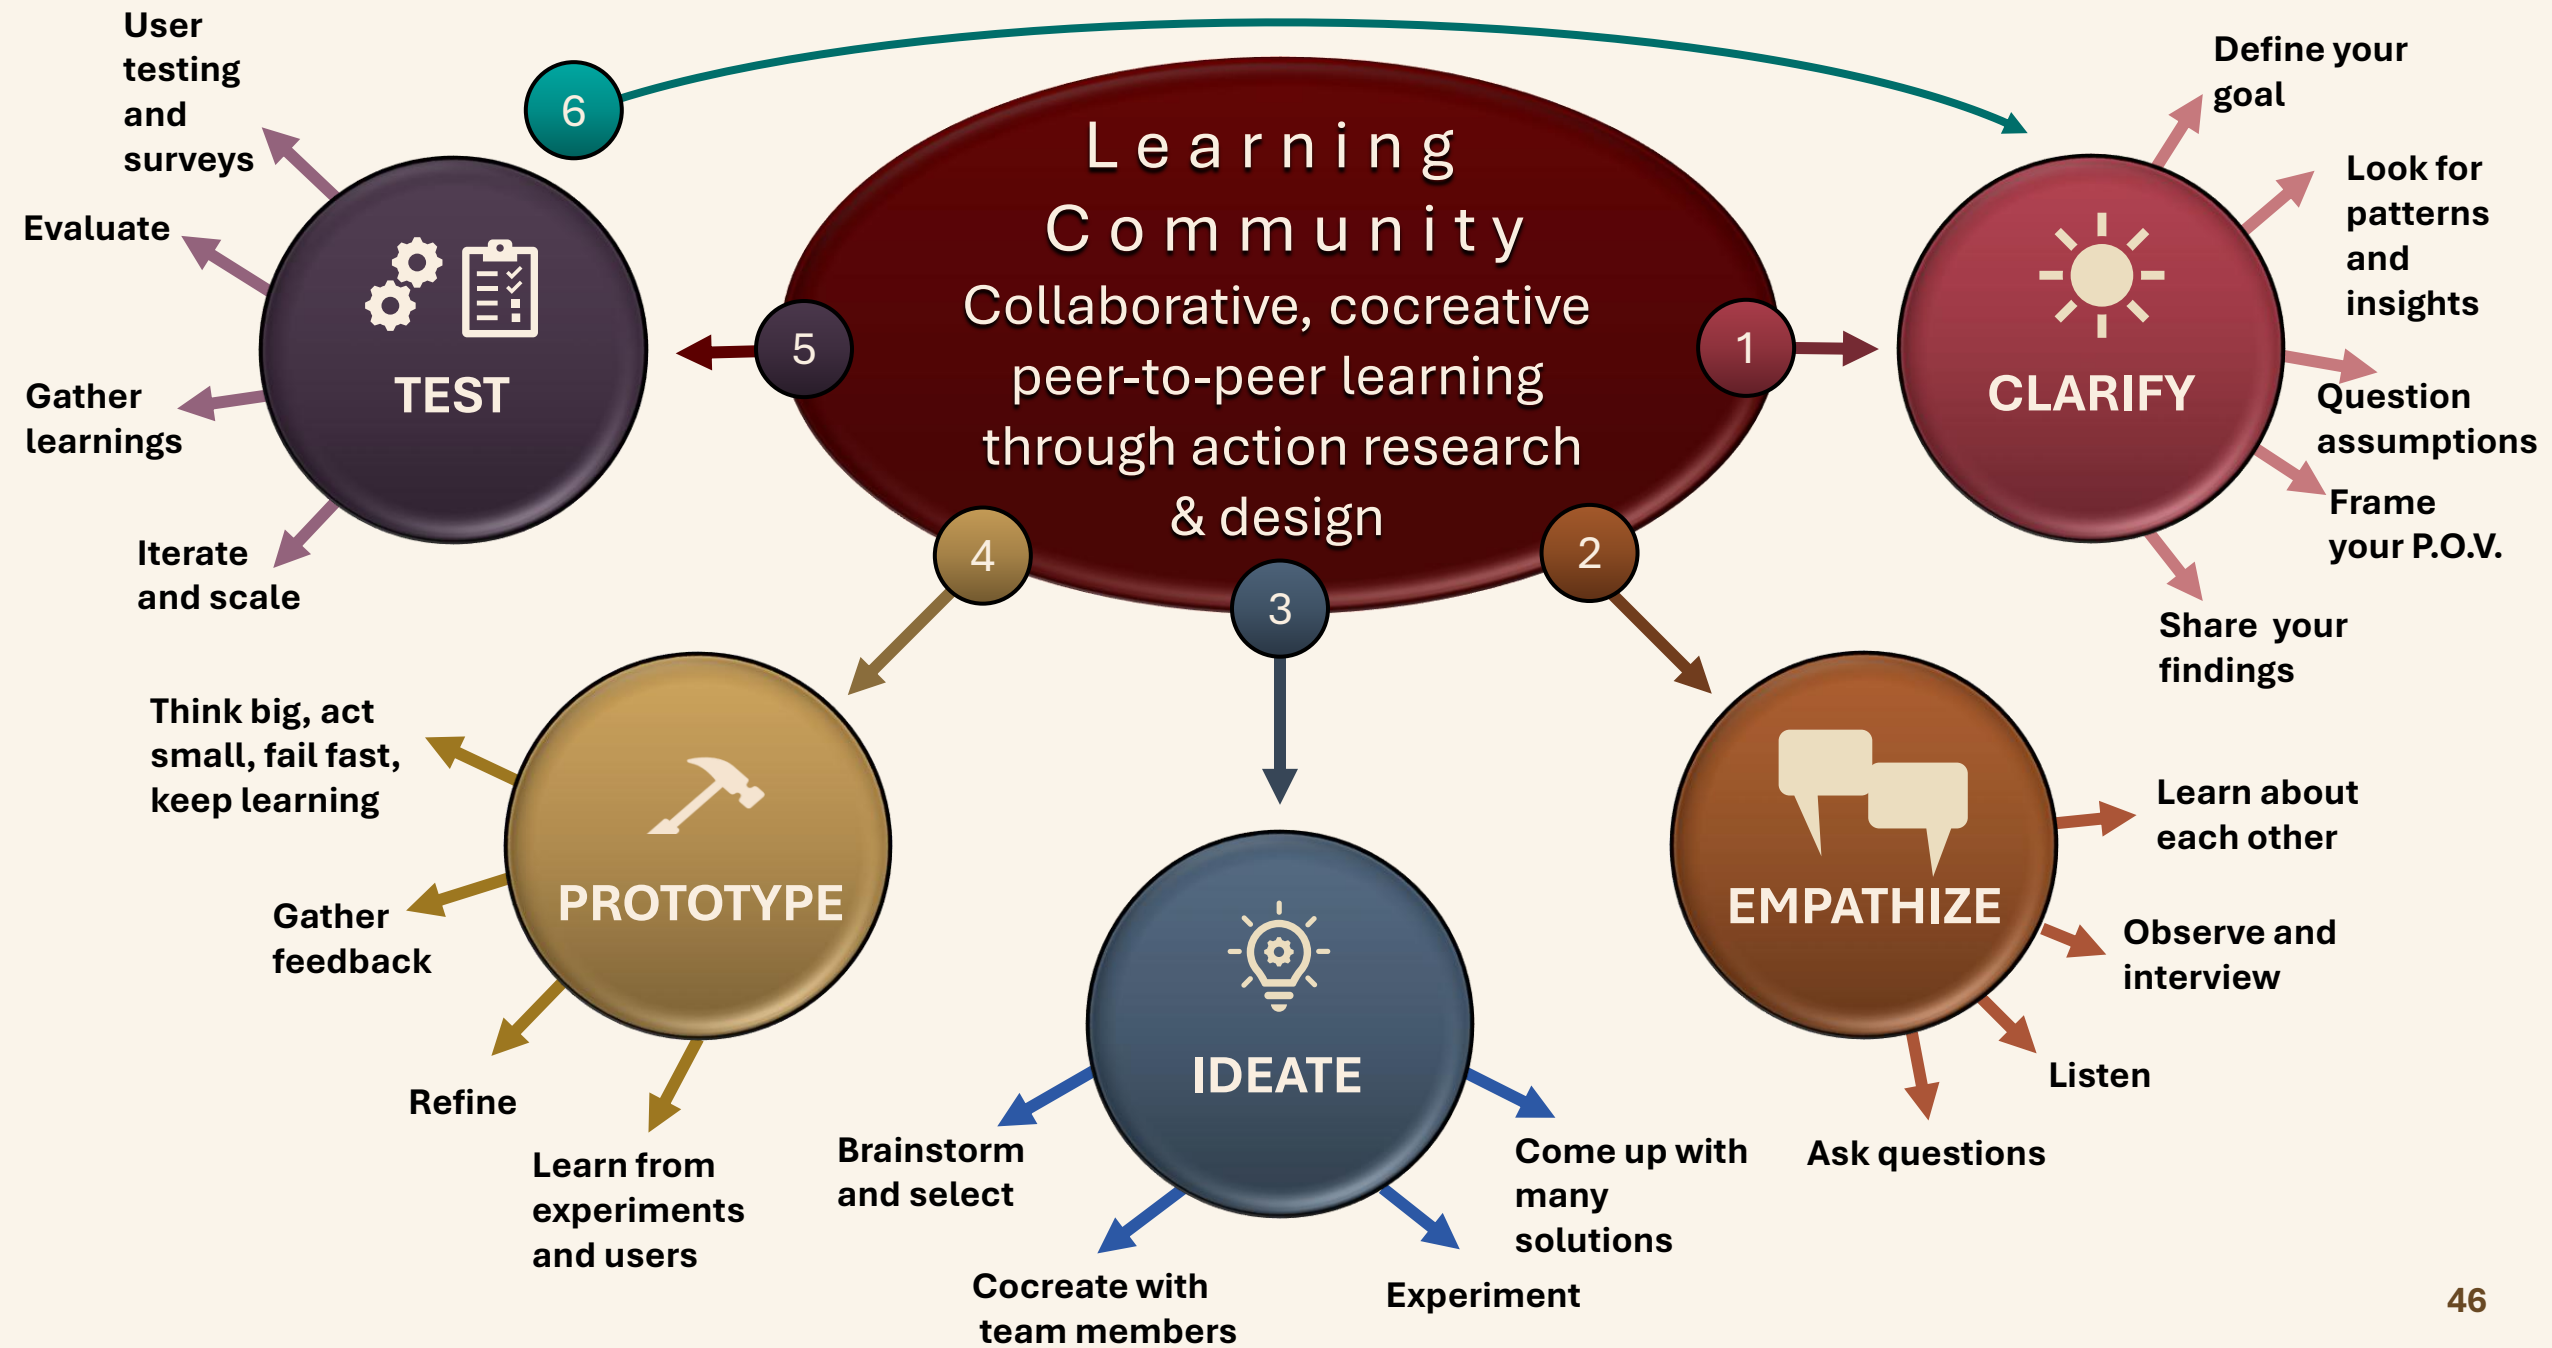 Learning
Community
Collaborative, cocreative
peer-to-peer learning
through action research
& design
1
CLARIFY
Define your
goal
Look for
patterns
and
insights
Question
assumptions
Frame
your P.O.V.
Share your
findings
2
EMPATHIZE
Learn about
each other
Observe and
interview
Listen
Ask questions
3
IDEATE
Come up with
many
solutions
Experiment
Cocreate with
team members
Brainstorm
and select
4
PROTOTYPE
Think big, act
small, fail fast,
keep learning
Gather
feedback
Refine
Learn from
experiments
and users
5
TEST
User
testing
and
surveys
Evaluate
Gather
learnings
Iterate
and scale
6
46